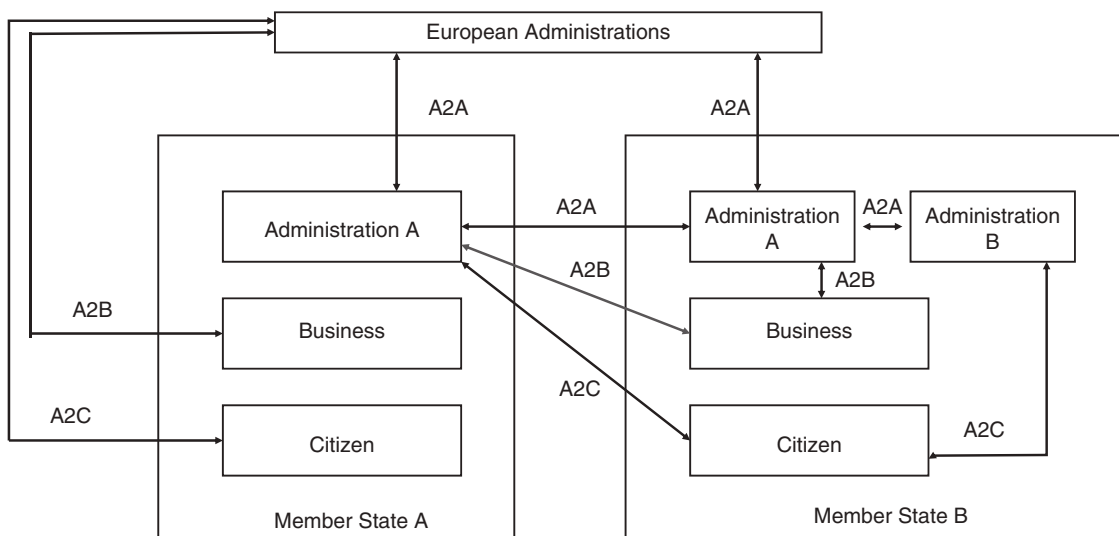 European Administrations
A2A
A2A
Administration A
A2A
Administration
A
A2A
Administration
B
A2B
A2B
A2B
Business
Business
A2C
A2C
Citizen
Citizen
A2C
Member State A
Member State B